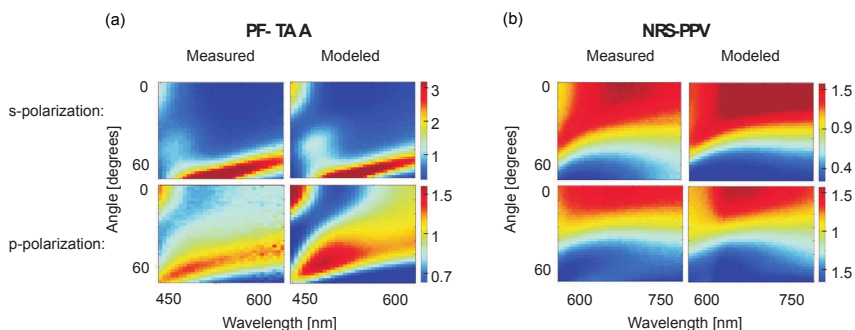 (a)
PF- TAA
Measured
Modeled
s-polarization:
p-polarization:
Angle [degrees]
0
60
0
60
3
2
1
1.5
1
0.7
450
600
450
600
Wavelength [nm]
(b)
NRS-PPV
Measured
Modeled
Angle [degrees]
0
60
0
60
1.5
0.9
0.4
1.5
1
1.5
600
750
600
750
Wavelength [nm]